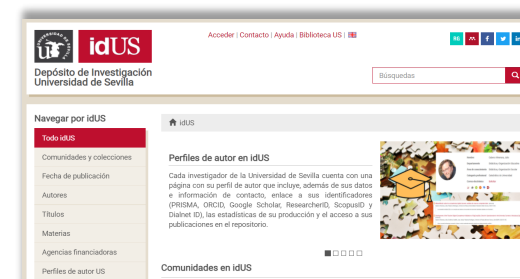 Acceder | Contacto | Ayuda | Biblioteca US |
idUS
Depósito de Investigación
Universidad de Sevilla
Búsquedas
Navegar por idUS
Todo idUS
Comunidades y colecciones
Fecha de publicación
Autores
Títulos
Materias
Agencias financiadoras
Perfiles de autor US
idUS
Perfiles de autor en idUS
Cada investigador de la Universidad de Sevilla cuenta con una
página con su perfil de autor que incluye, además de sus datos
e información de contacto, enlace a sus identificadores
(PRISMA, ORCID, Google Scholar, ResearcherID, ScopusID y
Dialnet ID), las estadísticas de su producción y el acceso a sus
publicaciones en el repositorio.
Comunidades en idUS